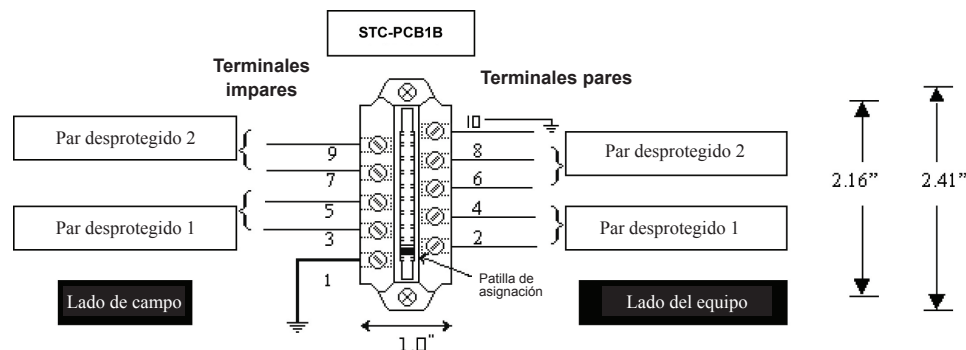 STC-PCB1B
Terminales
impares
Terminales pares
Par desprotegido 2
Par desprotegido 1
9
7
5
3
1
10
8
6
4
2
Par desprotegido 2
Par desprotegido 1
Patilla de
asignación
Lado de campo
Lado del equipo
1.0"
2.16”
2.41”